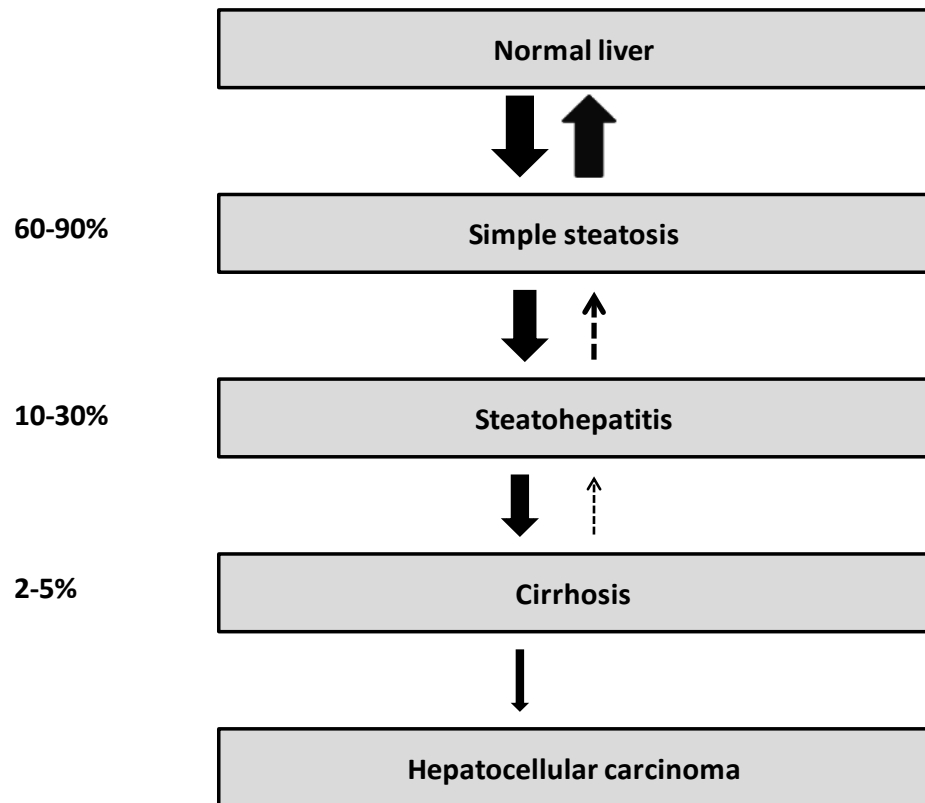 Normal liver
60-90%
Simple steatosis
10-30%
Steatohepatitis
2-5%
Cirrhosis
Hepatocellular carcinoma